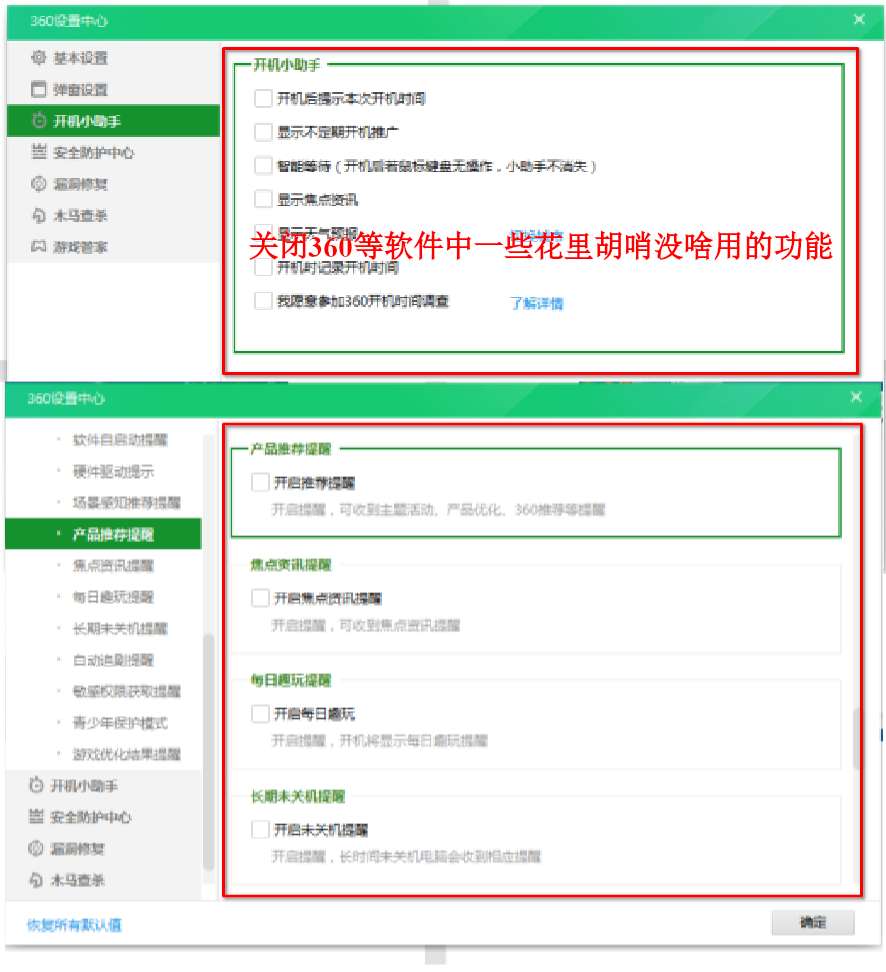 360设置中心
基本设置
弹窗设置
开机小助手
安全防护中心
漏洞修复
木马查杀
游戏管家
开机小助手
开机后提示本次开机时间
显示不定期开机推广
智能等待（开机后若鼠标键盘无操作，小助手不消失）
显示焦点资讯
显示天气预报
关闭360等软件中一些花里胡哨没啥用的功能
开机时记录开机时间
我愿意参加360开机时间调查 了解详情
360设置中心
软件自启动提醒
硬件驱动提示
场景感知推荐提醒
产品推荐提醒
焦点资讯提醒
每日趣玩提醒
长期未关机提醒
自动追剧提醒
敏感权限获取提醒
青少年保护模式
游戏优化结果提醒
开机小助手
安全防护中心
漏洞修复
木马查杀
产品推荐提醒
开启推荐提醒
开启提醒，可收到主题活动、产品优化、360推荐等提醒
焦点资讯提醒
开启焦点资讯提醒
开启提醒，可收到焦点资讯提醒
每日趣玩提醒
开启每日趣玩
开启提醒，开机将显示每日趣玩提醒
长期未关机提醒
开启未关机提醒
开启提醒，长时间未关机电脑会收到相应提醒
恢复所有默认值
确定